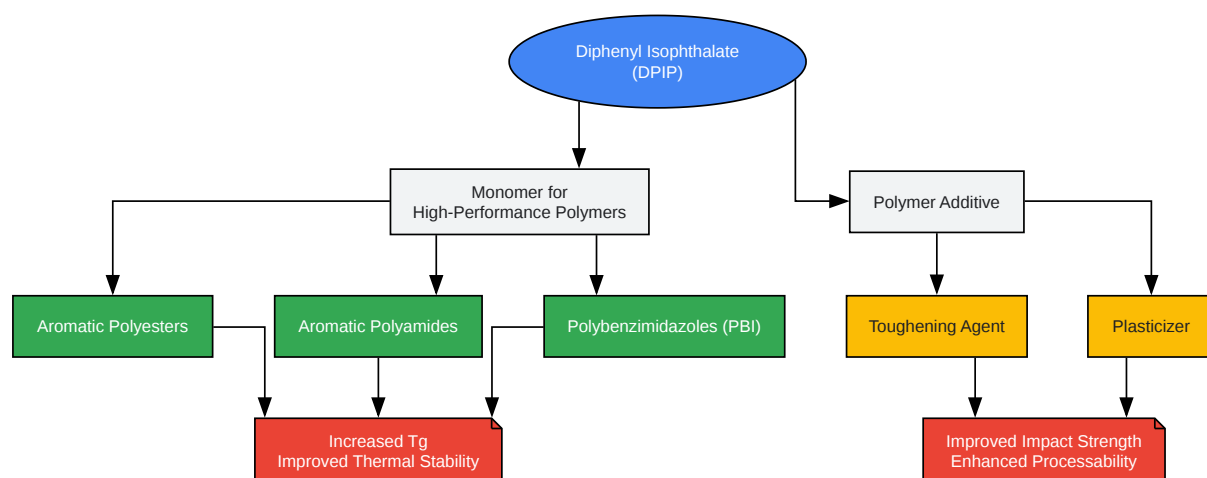 Diphenyl Isophthalate
(DPIP)
Monomer for
High-Performance Polymers
Polymer Additive
Aromatic Polyesters
Aromatic Polyamides
Polybenzimidazoles (PBI)
Toughening Agent
Plasticizer
Increased Tg
Improved Thermal Stability
Improved Impact Strength
Enhanced Processability